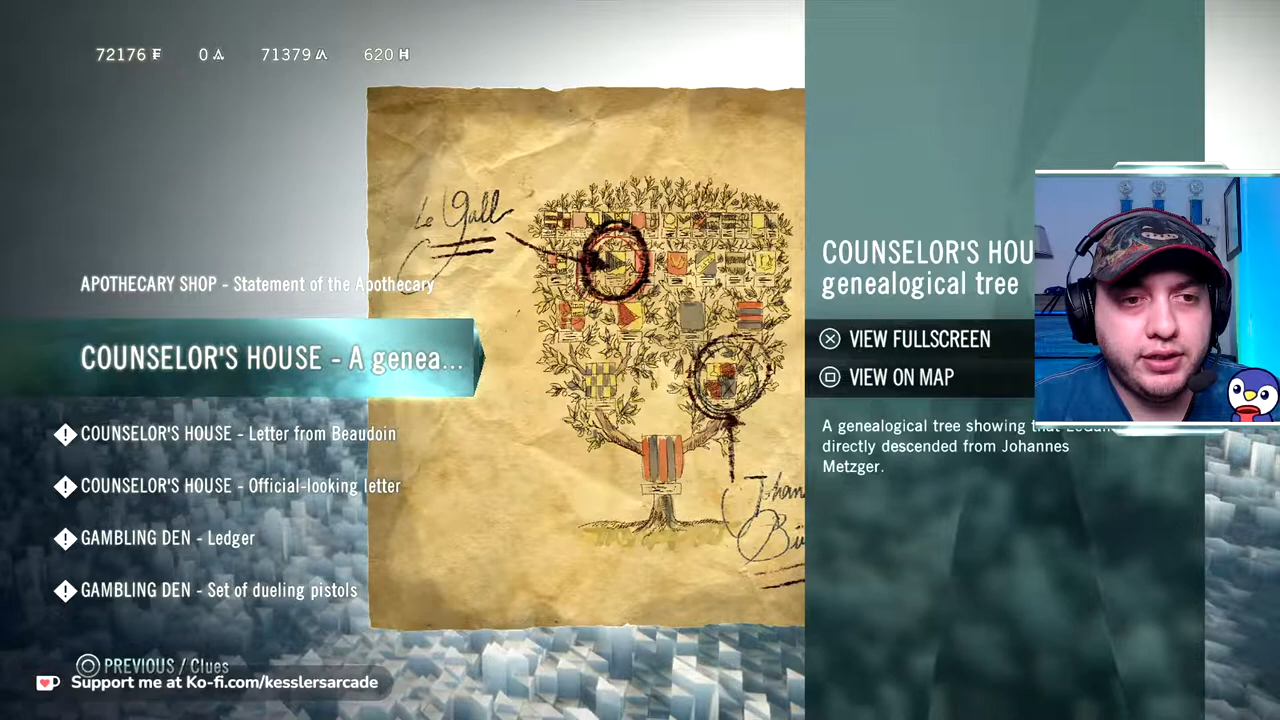 72176 ₣ 0 71379 620
Le Gall
APOTHECARY SHOP - Statement of the Apothecary
COUNSELOR'S HOUSE - A genea...
COUNSELOR'S HOUSE - Letter from Beaudoin
COUNSELOR'S HOUSE - Official-looking letter
GAMBLING DEN - Ledger
GAMBLING DEN - Set of dueling pistols
PREVIOUS / Clues
Support me at Ko-fi.com/kesslersarcade
COUNSELOR'S HOU
genealogical tree
VIEW FULLSCREEN
VIEW ON MAP
A genealogical tree showing that
directly descended from Johannes
Metzger.